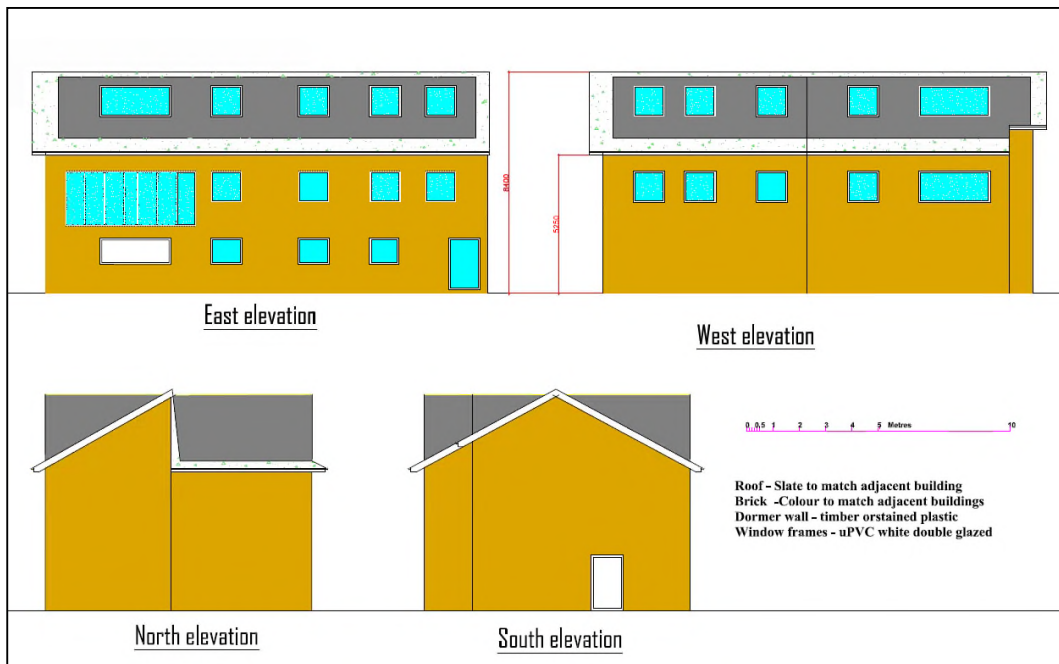 8400
5250
East elevation
West elevation
0 0.5 1 2 3 4 5 Metres 10
Roof - Slate to match adjacent building
Brick -Colour to match adjacent buildings
Dormer wall - timber orstained plastic
Window frames - uPVC white double glazed
North elevation
South elevation